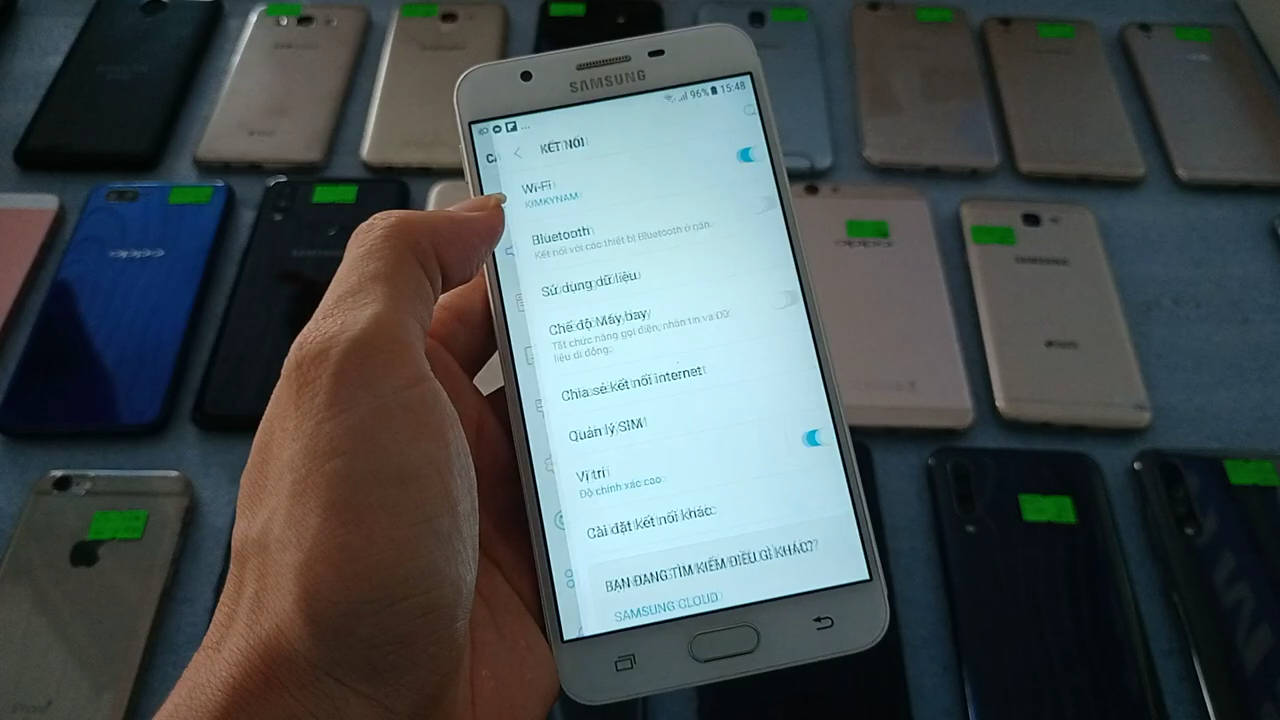 SAMSUNG
96% 15:48
KẾT NỐI
Wi-Fi
KIMKYNAM
Bluetooth
Kết nối với các thiết bị Bluetooth ở gần.
Sử dụng dữ liệu
Chế độ Máy bay
Tắt chức năng gọi điện, nhắn tin và Dữ
liệu di động.
Chia sẻ kết nối internet
Quản lý SIM
Vị trí
Độ chính xác cao
Cài đặt kết nối khác
BẠN ĐANG TÌM KIẾM ĐIỀU GÌ KHÁC?
SAMSUNG CLOUD
oppo
oppo
SAMSUNG